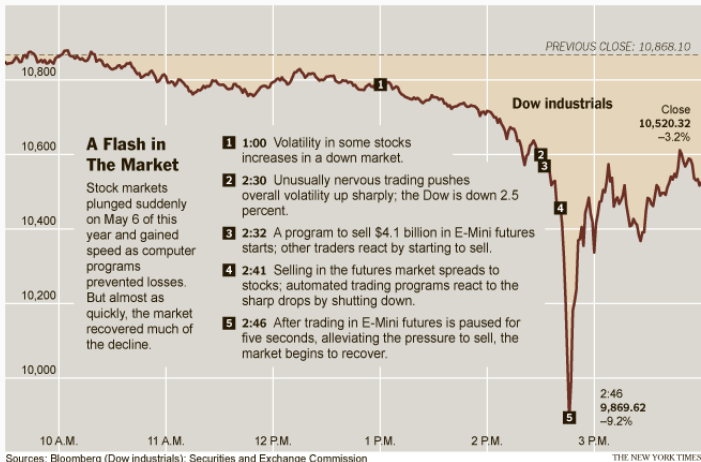 PREVIOUS CLOSE: 10,868.10
10,800
1
Dow industrials
Close
10,520.32
–3.2%
A Flash in
The Market
Stock markets
plunged suddenly
on May 6 of this
year and gained
speed as computer
programs
prevented losses.
But almost as
quickly, the market
recovered much of
the decline.
1 1:00 Volatility in some stocks
increases in a down market.
2 2:30 Unusually nervous trading pushes
overall volatility up sharply; the Dow is down 2.5
percent.
3 2:32 A program to sell $4.1 billion in E-Mini futures
starts; other traders react by starting to sell.
4 2:41 Selling in the futures market spreads to
stocks; automated trading programs react to the
sharp drops by shutting down.
5 2:46 After trading in E-Mini futures is paused for
five seconds, alleviating the pressure to sell, the
market begins to recover.
10,600
2
3
10,400
4
10,200
10,000
2:46
9,869.62
–9.2%
5
10 A.M. 11 A.M. 12 P.M. 1 P.M. 2 P.M. 3 P.M.
Sources: Bloomberg (Dow industrials); Securities and Exchange Commission
THE NEW YORK TIMES